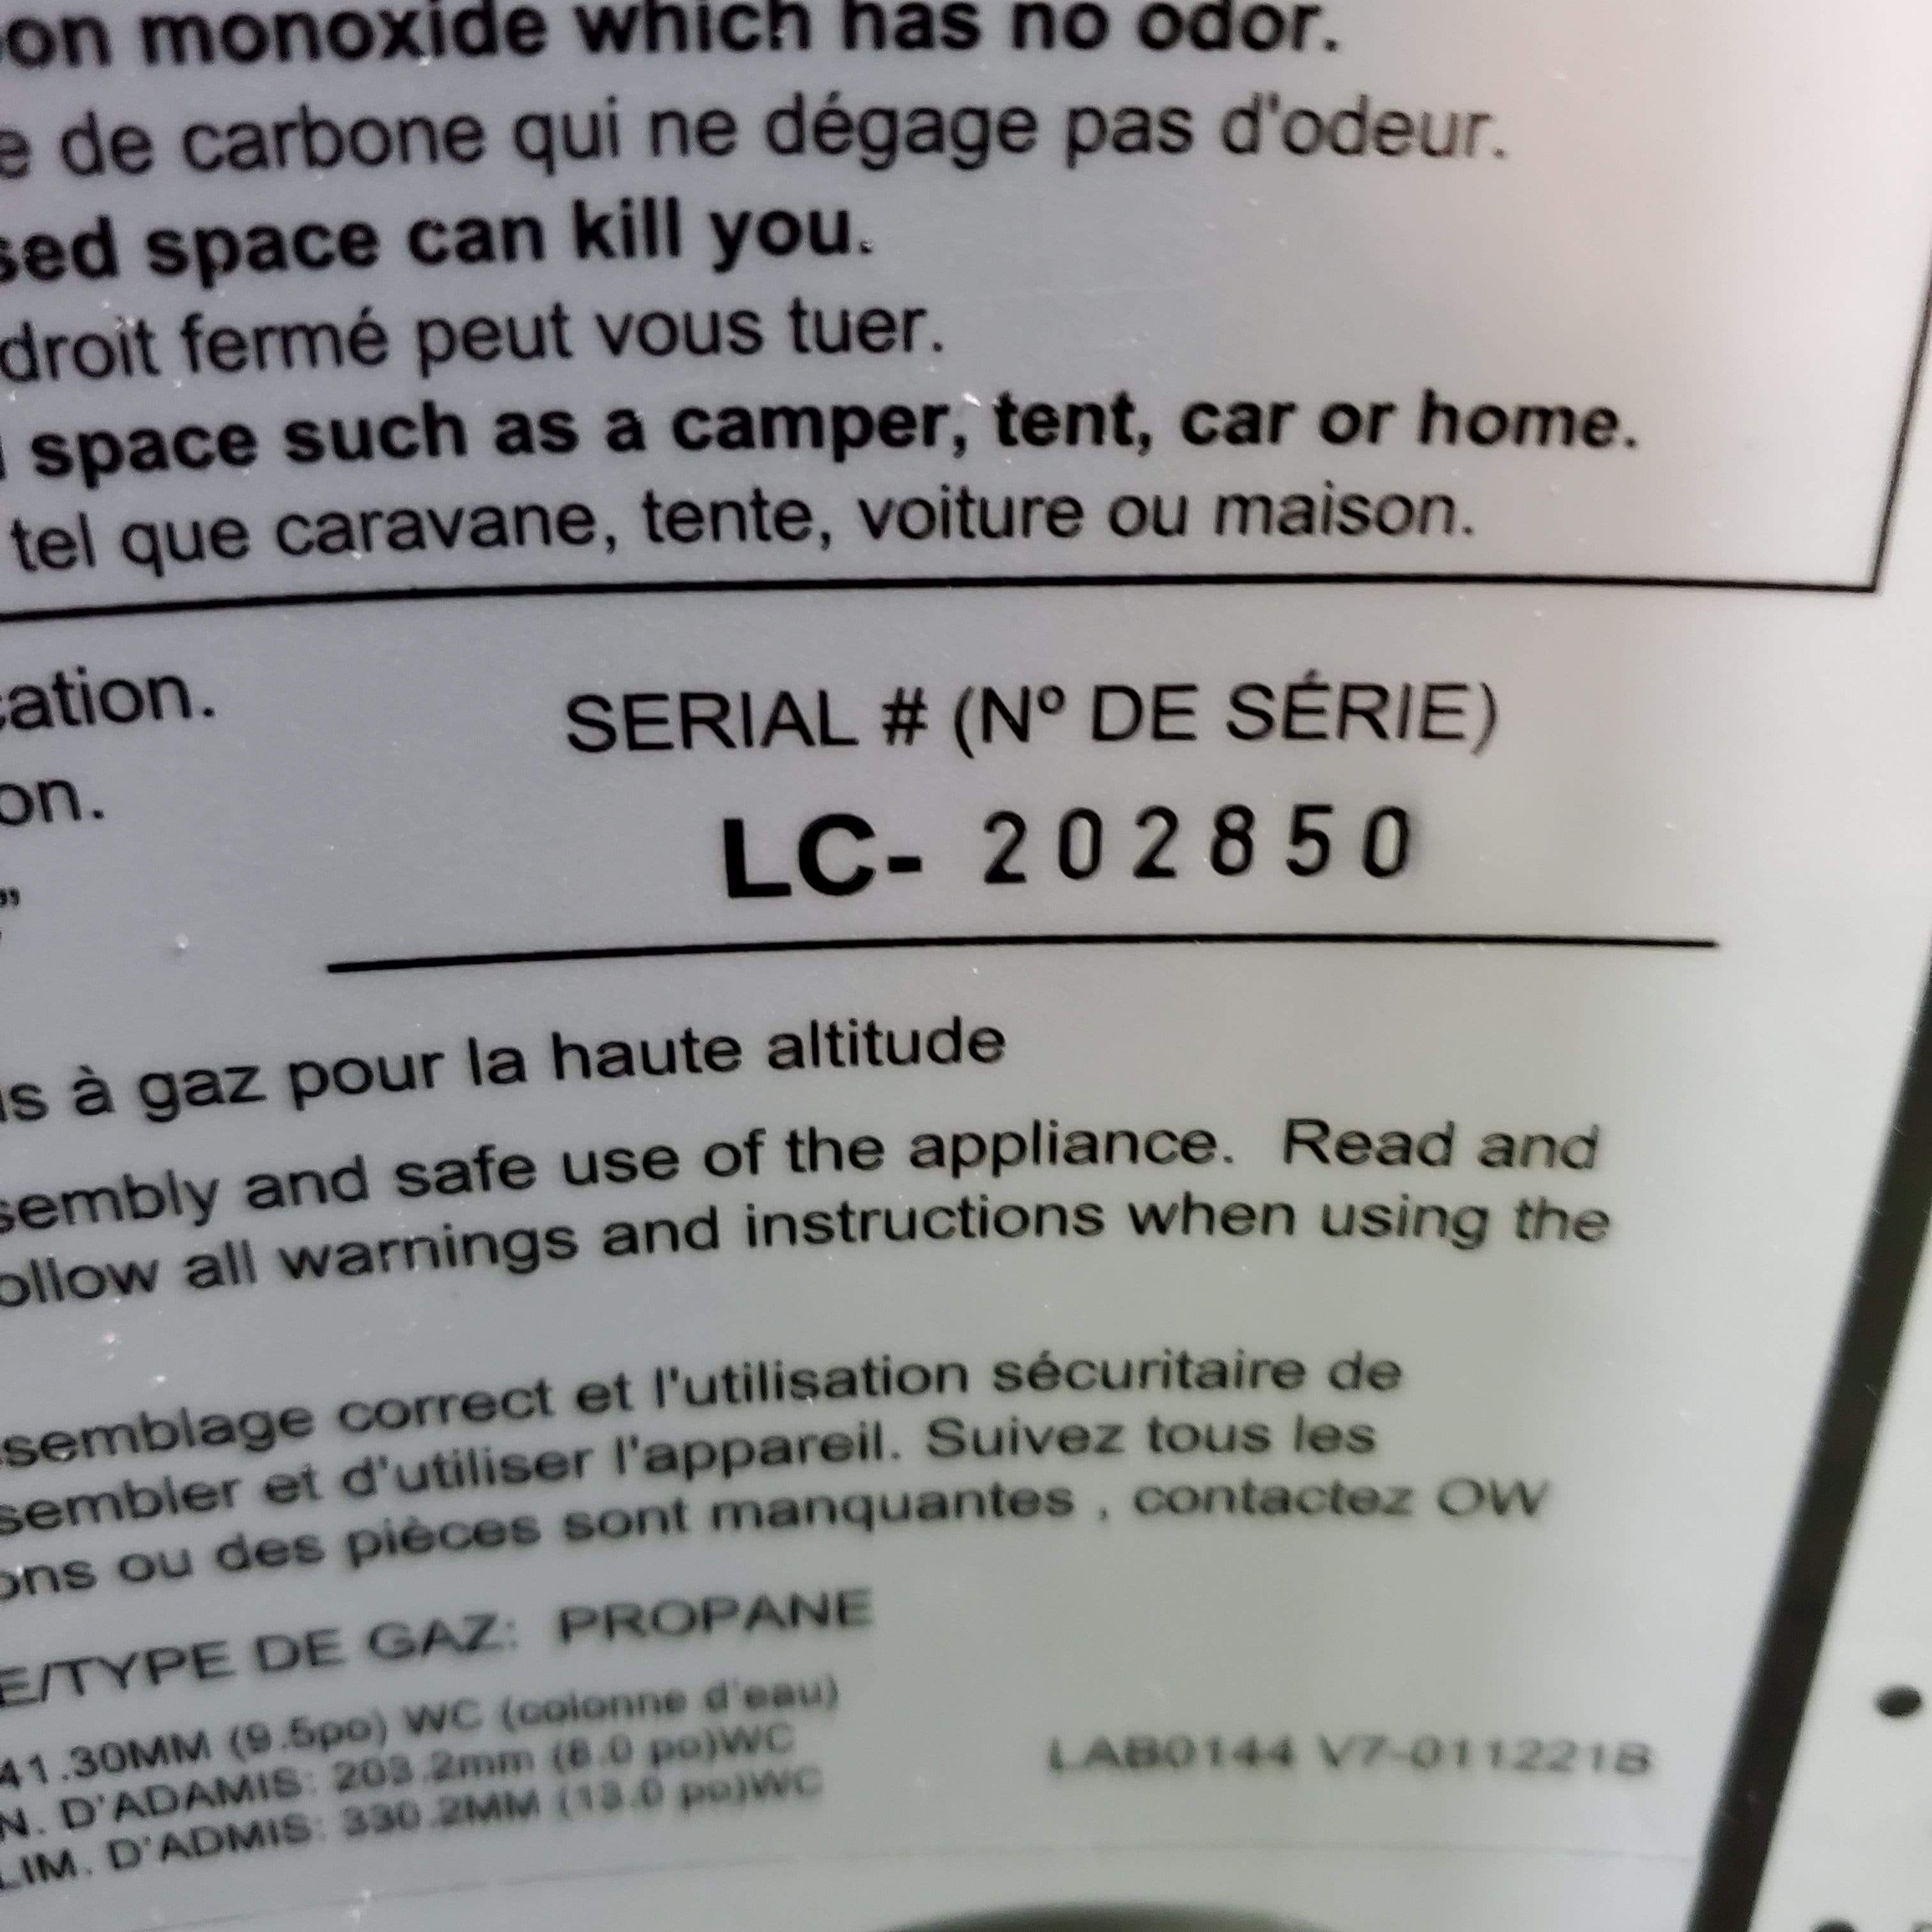 on monoxide which has no odor.
e de carbone qui ne dégage pas d'odeur.
sed space can kill you.
droit fermé peut vous tuer.
space such as a camper, tent, car or home.
tel que caravane, tente, voiture ou maison.
cation.
on.
”
SERIAL # (Nº DE SÉRIE)
LC- 202850
is à gaz pour la haute altitude
sembly and safe use of the appliance. Read and
ollow all warnings and instructions when using the
semblage correct et l'utilisation sécuritaire de
sembler et d'utiliser l'appareil. Suivez tous les
ons ou des pièces sont manquantes , contactez OW
E/TYPE DE GAZ: PROPANE
41.30MM (9.5po) WC (colonne d'eau)
N. D'ADAMIS: 203.2mm (8.0 po)WC
LIM. D'ADMIS: 330.2MM (13.0 po)WC
LAB0144 V7-011221B